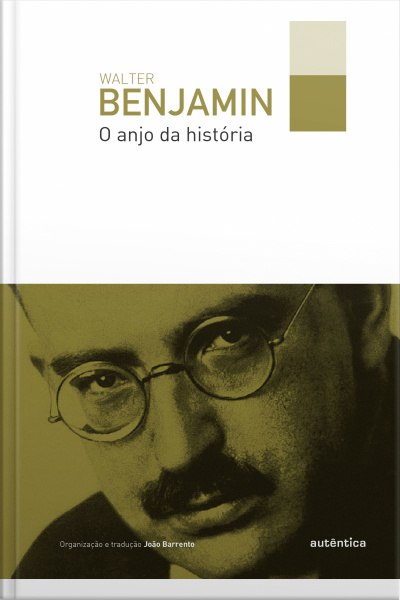 WALTER
BENJAMIN
O anjo da história
Organização e tradução João Barrento
autêntica